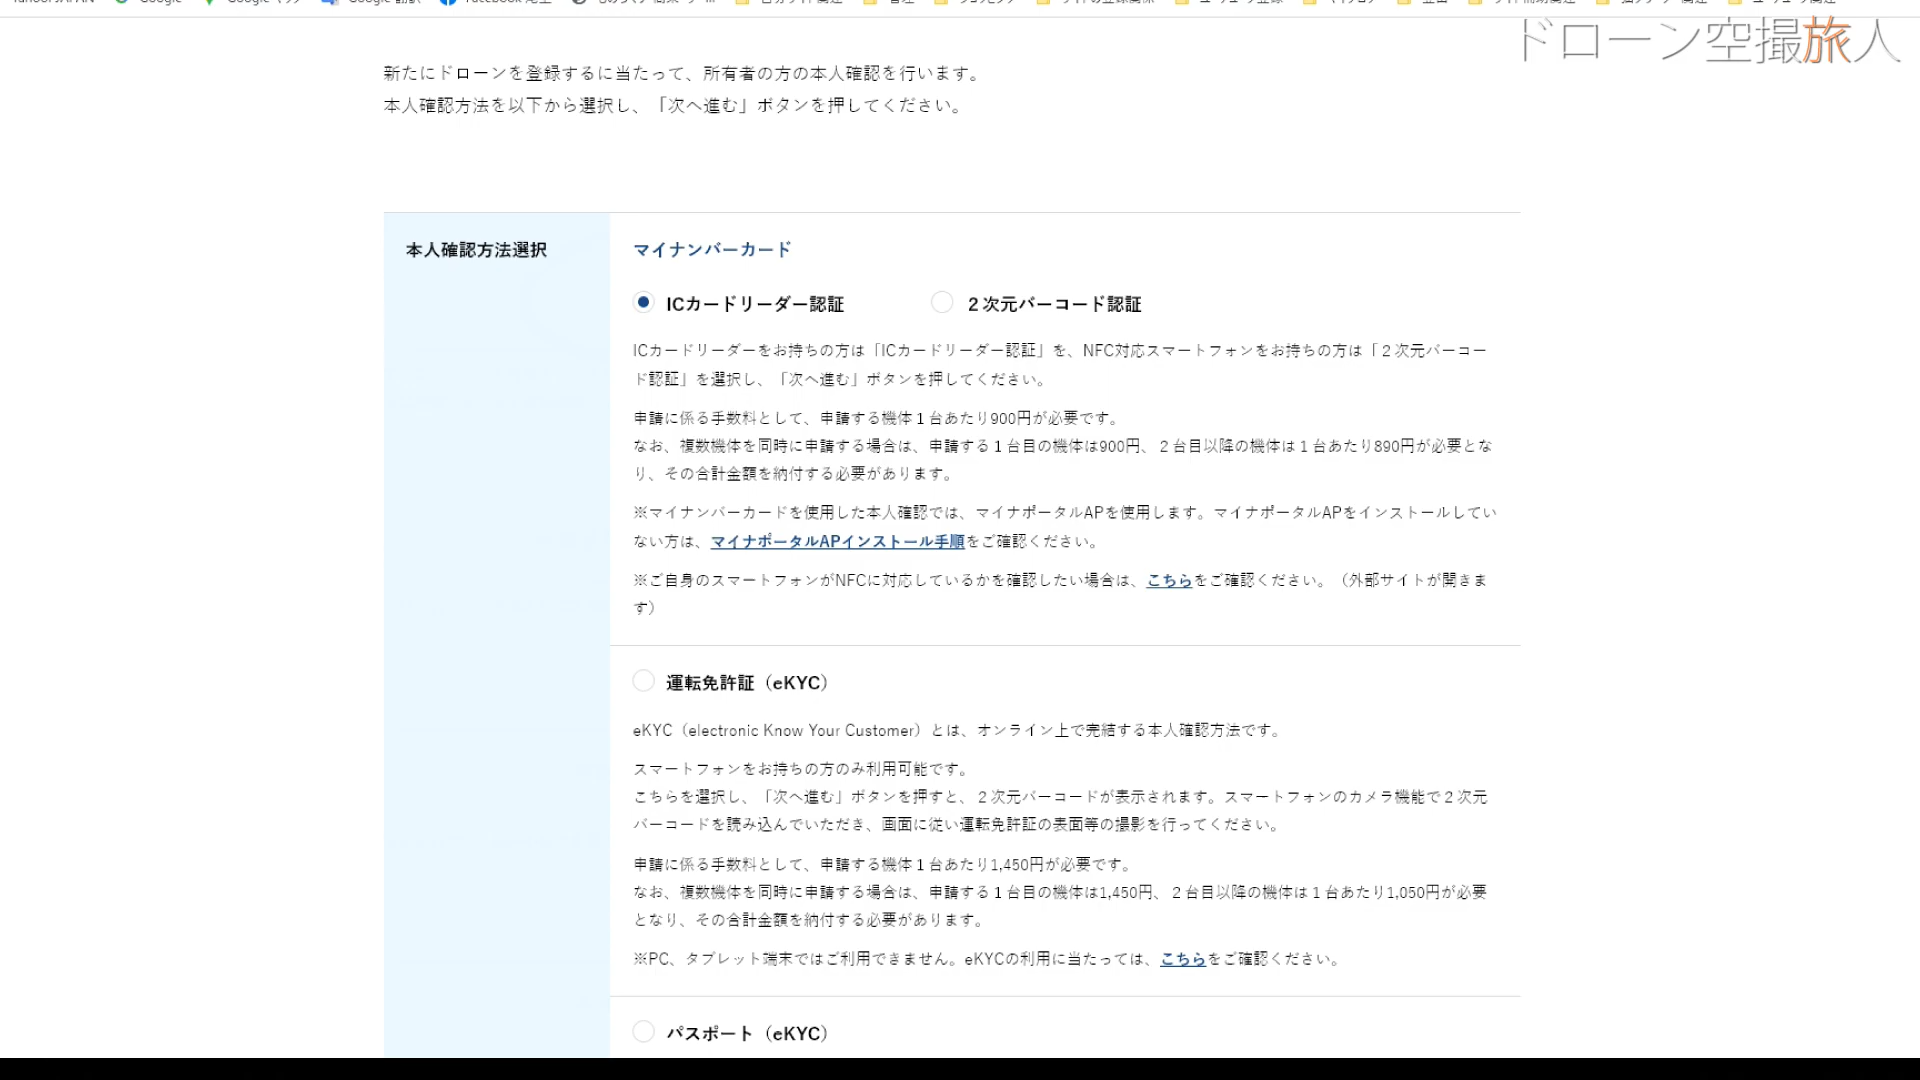 ドローン空撮旅人
新たにドローンを登録するに当たって、所有者の方の本人確認を行います。
本人確認方法を以下から選択し、「次へ進む」ボタンを押してください。
本人確認方法選択
マイナンバーカード
ICカードリーダー認証
２次元バーコード認証
ICカードリーダーをお持ちの方は「ICカードリーダー認証」を、NFC対応スマートフォンをお持ちの方は「２次元バーコー
ド認証」を選択し、「次へ進む」ボタンを押してください。
申請に係る手数料として、申請する機体１台あたり900円が必要です。
なお、複数機体を同時に申請する場合は、申請する１台目の機体は900円、２台目以降の機体は１台あたり890円が必要とな
り、その合計金額を納付する必要があります。
※マイナンバーカードを使用した本人確認では、マイナポータルAPを使用します。マイナポータルAPをインストールしてい
ない方は、マイナポータルAPインストール手順をご確認ください。
※ご自身のスマートフォンがNFCに対応しているかを確認したい場合は、こちらをご確認ください。（外部サイトが開きま
す）
運転免許証（eKYC）
eKYC（electronic Know Your Customer）とは、オンライン上で完結する本人確認方法です。
スマートフォンをお持ちの方のみ利用可能です。
こちらを選択し、「次へ進む」ボタンを押すと、２次元バーコードが表示されます。スマートフォンのカメラ機能で２次元
バーコードを読み込んでいただき、画面に従い運転免許証の表面等の撮影を行ってください。
申請に係る手数料として、申請する機体１台あたり1,450円が必要です。
なお、複数機体を同時に申請する場合は、申請する１台目の機体は1,450円、２台目以降の機体は１台あたり1,050円が必要
となり、その合計金額を納付する必要があります。
※PC、タブレット端末ではご利用できません。eKYCの利用に当たっては、こちらをご確認ください。
パスポート（eKYC）